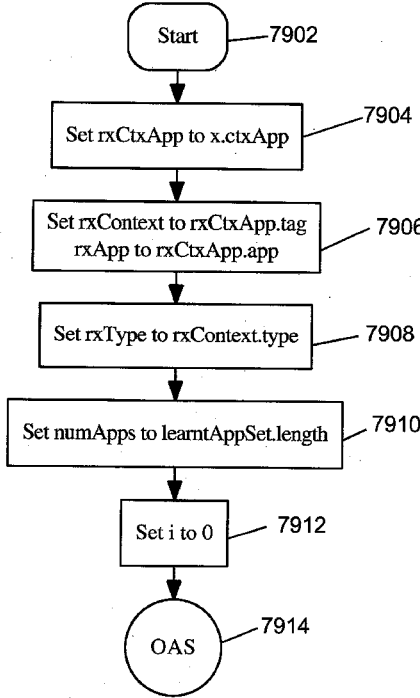 Start
7902
Set rxCtxApp to x.ctxApp
7904
Set rxContext to rxCtxApp.tag
rxApp to rxCtxApp.app
7906
Set rxType to rxContext.type
7908
Set numApps to learntAppSet.length
7910
Set i to 0
7912
OAS
7914